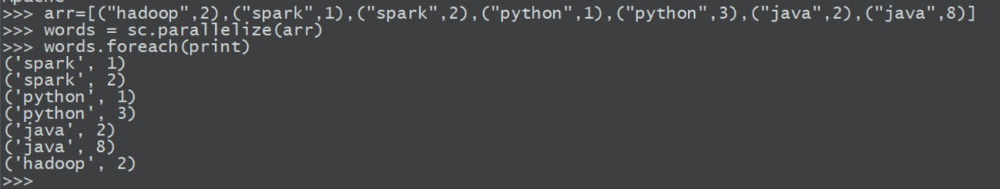 Apache
>>> arr=[("hadoop",2),("spark",1),("spark",2),("python",1),("python",3),("java",2),("java",8)]
>>> words = sc.parallelize(arr)
>>> words.foreach(print)
('spark', 1)
('spark', 2)
('python', 1)
('python', 3)
('java', 2)
('java', 8)
('hadoop', 2)
>>>